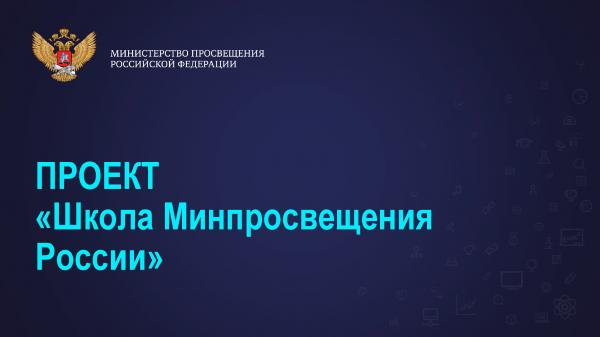 МИНИСТЕРСТВО ПРОСВЕЩЕНИЯ
РОССИЙСКОЙ ФЕДЕРАЦИИ
ПРОЕКТ
«Школа Минпросвещения
России»